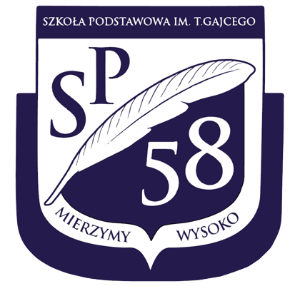 SZKOŁA PODSTAWOWA IM. T.GAJCEGO
SP
58
MIERZYMY WYSOKO